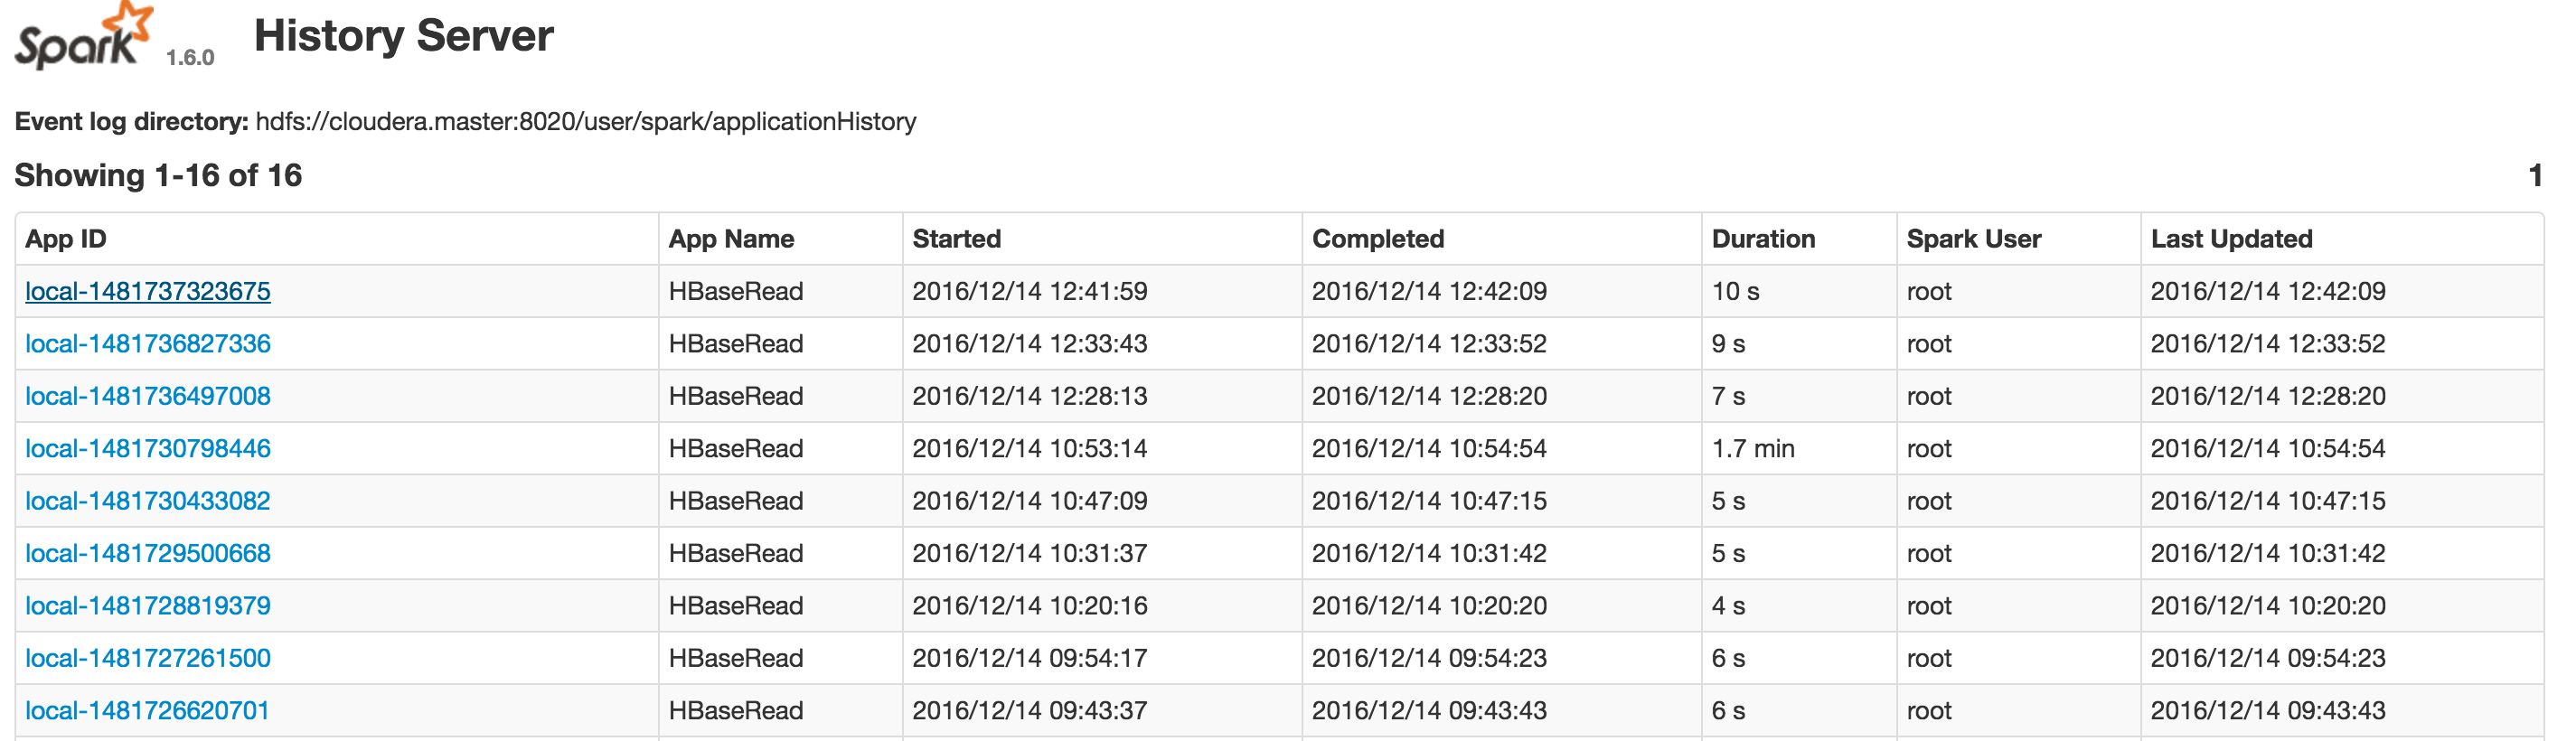 Spark 1.6.0 History Server
Event log directory: hdfs://cloudera.master:8020/user/spark/applicationHistory
Showing 1-16 of 16 1
App ID App Name Started Completed Duration Spark User Last Updated
local-1481737323675 HBaseRead 2016/12/14 12:41:59 2016/12/14 12:42:09 10 s root 2016/12/14 12:42:09
local-1481736827336 HBaseRead 2016/12/14 12:33:43 2016/12/14 12:33:52 9 s root 2016/12/14 12:33:52
local-1481736497008 HBaseRead 2016/12/14 12:28:13 2016/12/14 12:28:20 7 s root 2016/12/14 12:28:20
local-1481730798446 HBaseRead 2016/12/14 10:53:14 2016/12/14 10:54:54 1.7 min root 2016/12/14 10:54:54
local-1481730433082 HBaseRead 2016/12/14 10:47:09 2016/12/14 10:47:15 5 s root 2016/12/14 10:47:15
local-1481729500668 HBaseRead 2016/12/14 10:31:37 2016/12/14 10:31:42 5 s root 2016/12/14 10:31:42
local-1481728819379 HBaseRead 2016/12/14 10:20:16 2016/12/14 10:20:20 4 s root 2016/12/14 10:20:20
local-1481727261500 HBaseRead 2016/12/14 09:54:17 2016/12/14 09:54:23 6 s root 2016/12/14 09:54:23
local-1481726620701 HBaseRead 2016/12/14 09:43:37 2016/12/14 09:43:43 6 s root 2016/12/14 09:43:43